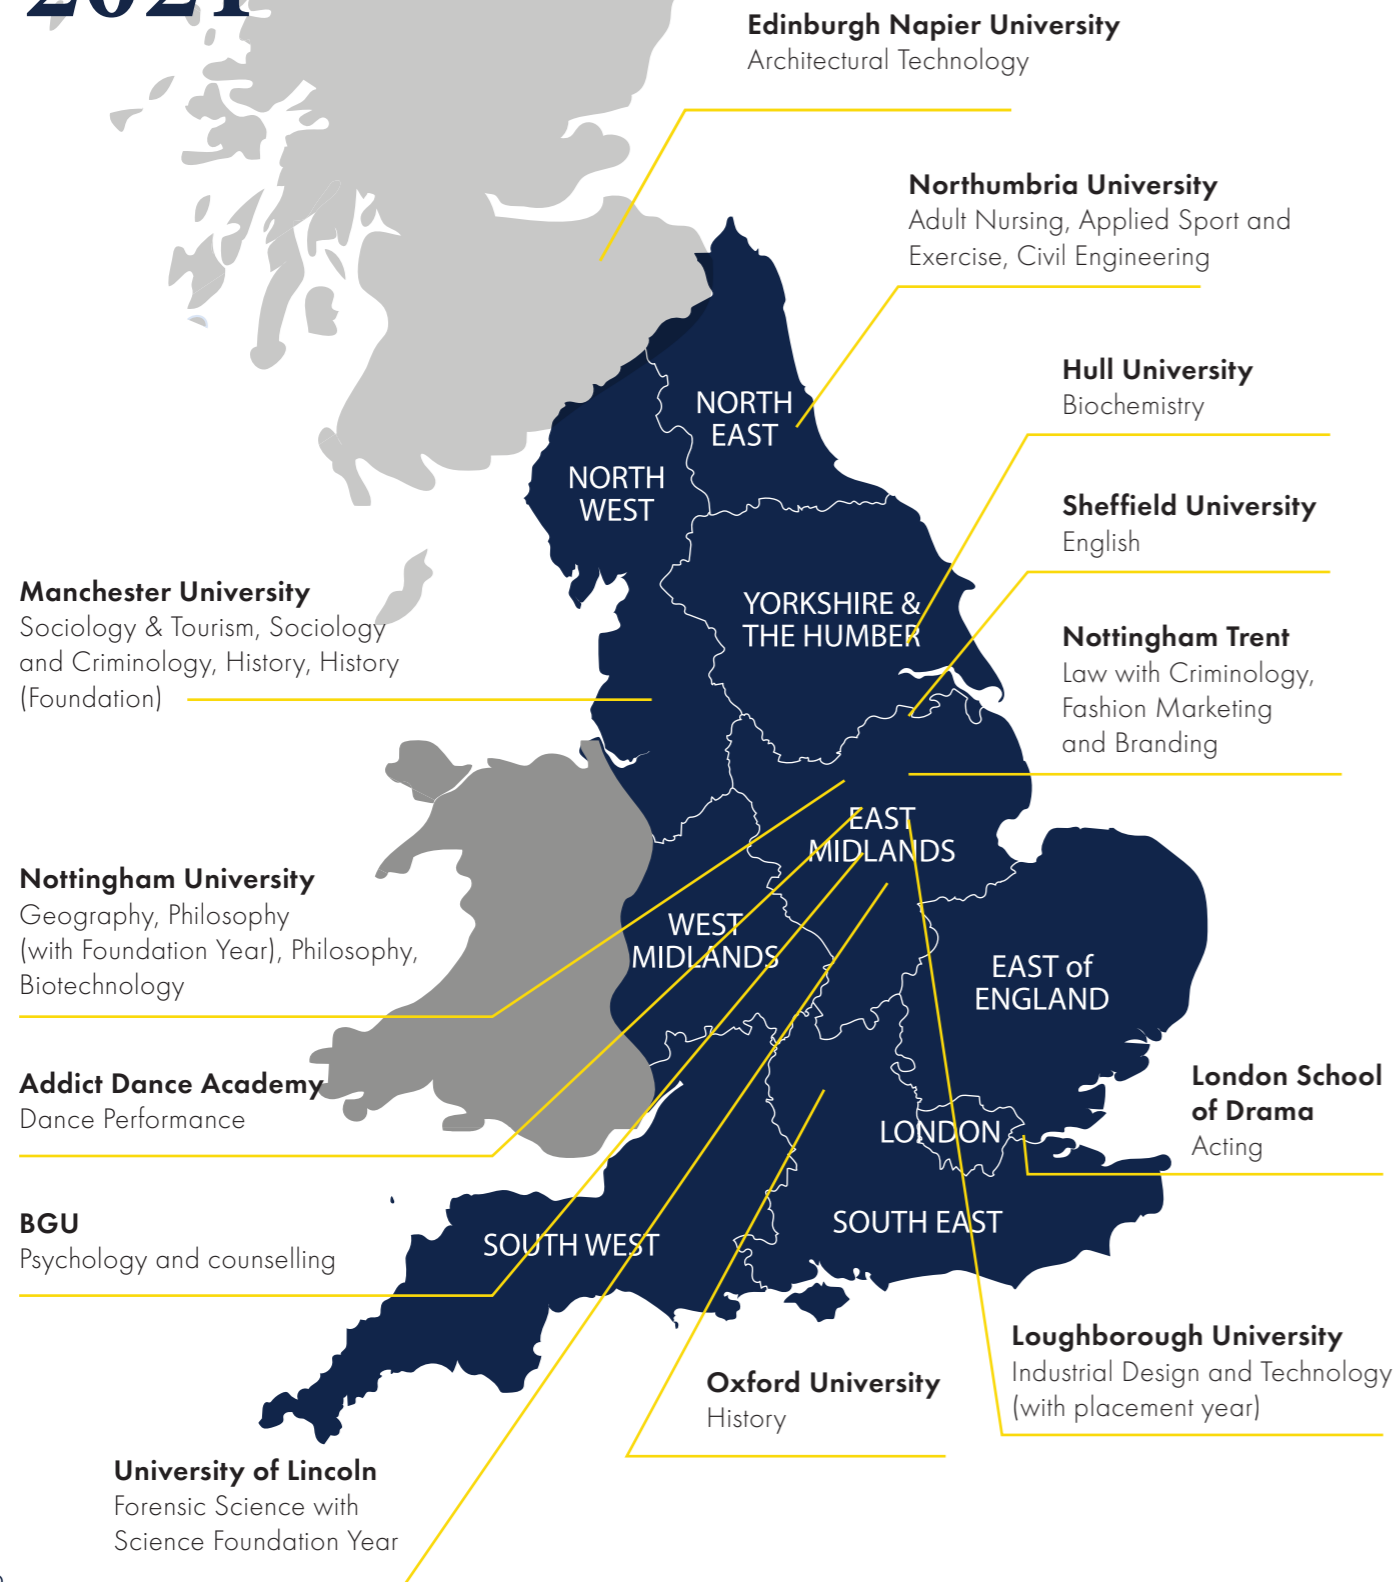 2021
Edinburgh Napier University
Architectural Technology
Northumbria University
Adult Nursing, Applied Sport and
Exercise, Civil Engineering
Hull University
Biochemistry
Sheffield University
English
Nottingham Trent
Law with Criminology,
Fashion Marketing
and Branding
NORTH
EAST
NORTH
WEST
YORKSHIRE &
THE HUMBER
Manchester University
Sociology & Tourism, Sociology
and Criminology, History, History
(Foundation)
EAST
MIDLANDS
Nottingham University
Geography, Philosophy
(with Foundation Year), Philosophy,
Biotechnology
WEST
MIDLANDS
EAST of
ENGLAND
Addict Dance Academy
Dance Performance
London School
of Drama
Acting
LONDON
BGU
Psychology and counselling
SOUTH WEST
SOUTH EAST
Loughborough University
Industrial Design and Technology
(with placement year)
Oxford University
History
University of Lincoln
Forensic Science with
Science Foundation Year